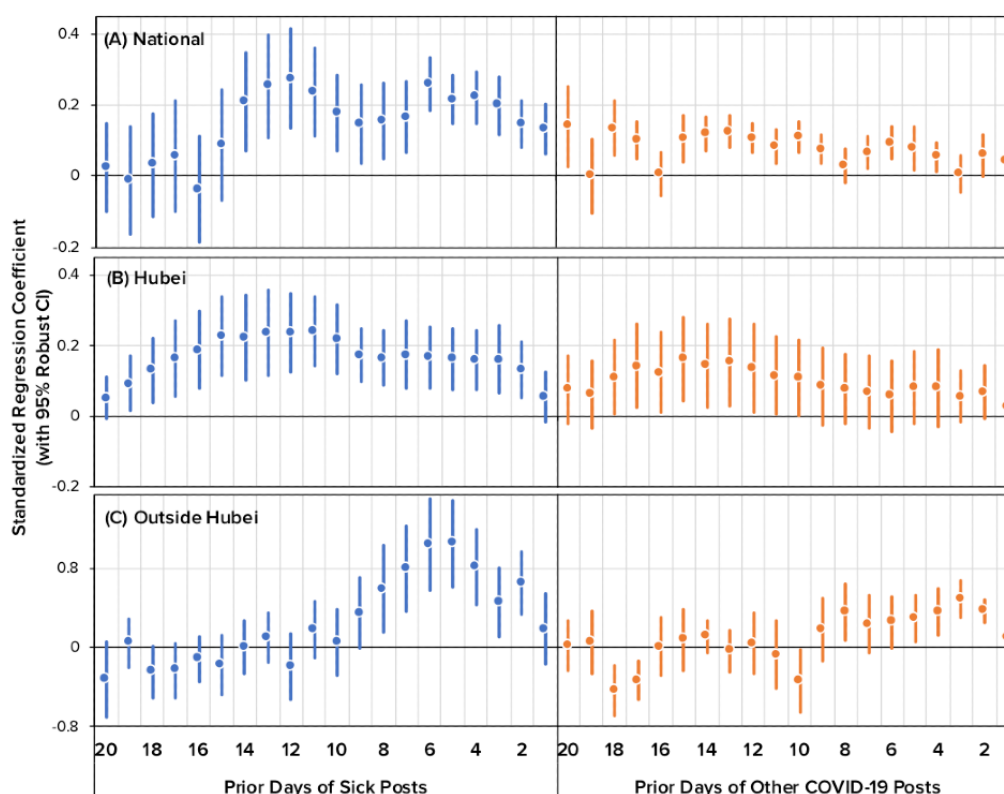 (A) National
0.4
0.2
0
-0.2
(B) Hubei
0.4
0.2
0
-0.2
(C) Outside Hubei
0.8
0
-0.8
Standardized Regression Coefficient
(with 95% Robust CI)
20 18 16 14 12 10 8 6 4 2 20 18 16 14 12 10 8 6 4 2
Prior Days of Sick Posts Prior Days of Other COVID-19 Posts